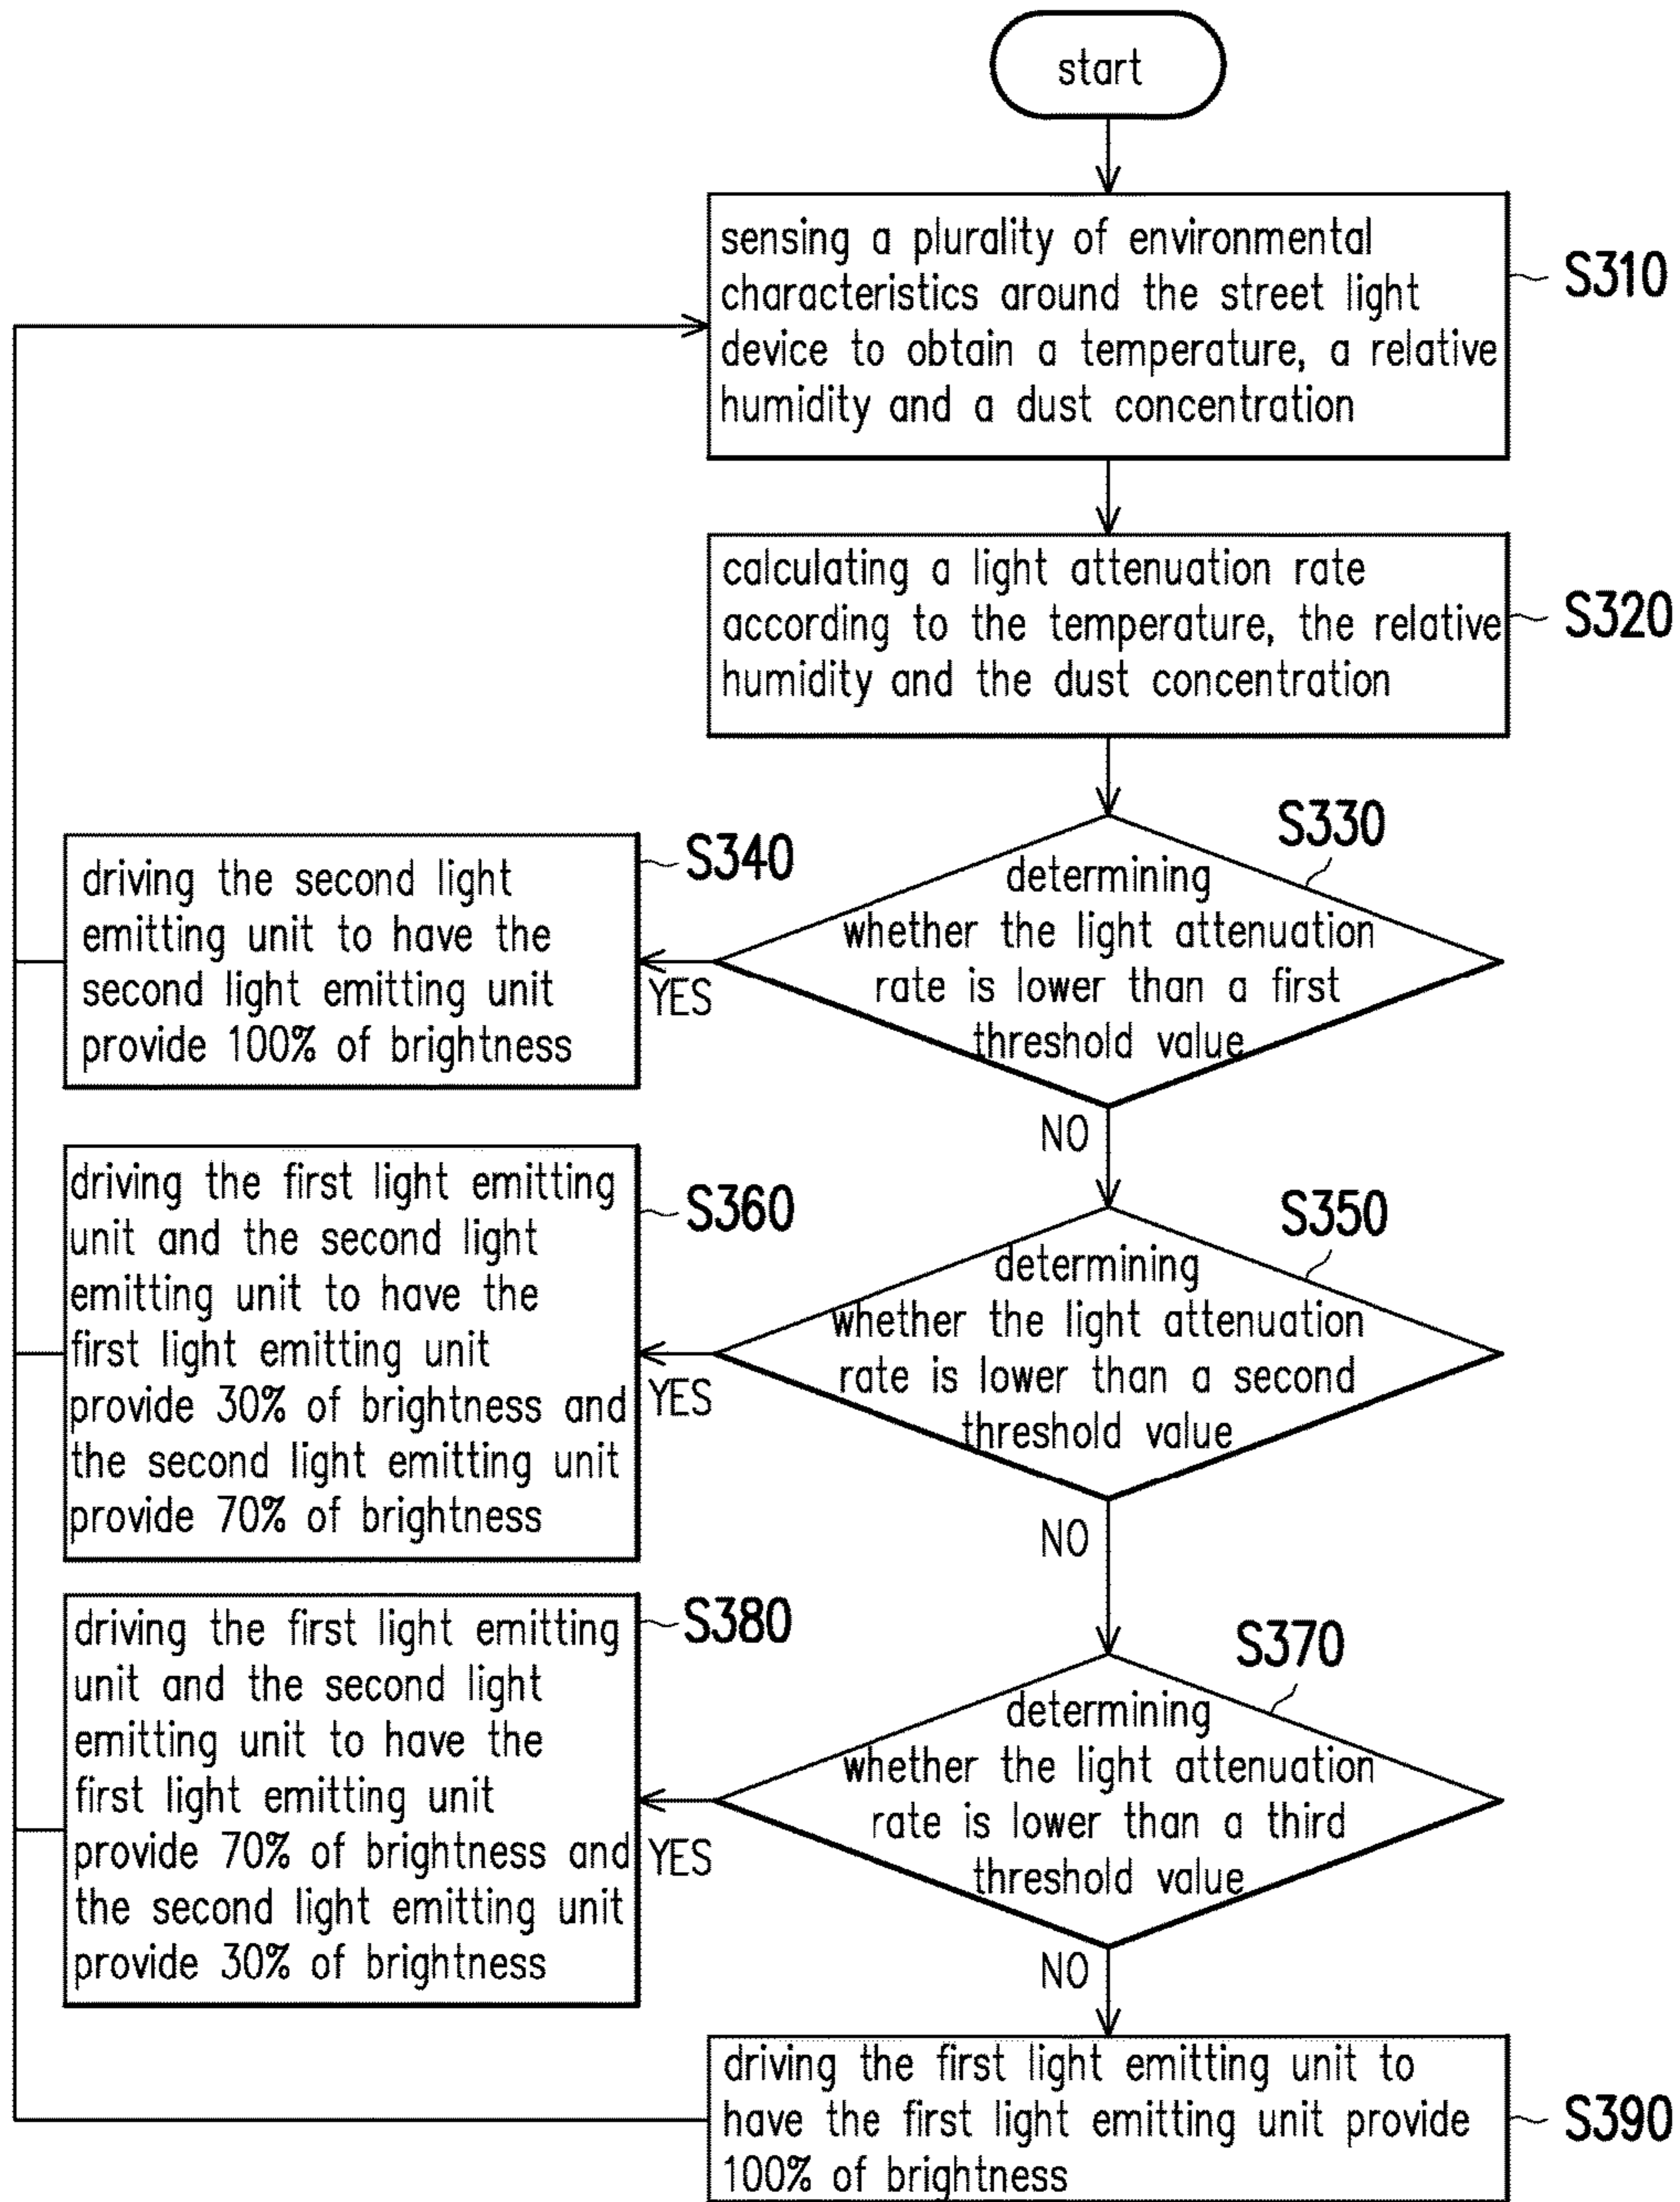 start
sensing a plurality of environmental
characteristics around the street light
device to obtain a temperature, a relative
humidity and a dust concentration
S310
calculating a light attenuation rate
according to the temperature, the relative
humidity and the dust concentration
S320
S330
determining
whether the light attenuation
rate is lower than a first
threshold value
YES
NO
S340
driving the second light
emitting unit to have the
second light emitting unit
provide 100% of brightness
S350
determining
whether the light attenuation
rate is lower than a second
threshold value
YES
NO
S360
driving the first light emitting
unit and the second light
emitting unit to have the
first light emitting unit
provide 30% of brightness and
the second light emitting unit
provide 70% of brightness
S370
determining
whether the light attenuation
rate is lower than a third
threshold value
YES
NO
S380
driving the first light emitting
unit and the second light
emitting unit to have the
first light emitting unit
provide 70% of brightness and
the second light emitting unit
provide 30% of brightness
driving the first light emitting unit to
have the first light emitting unit provide
100% of brightness
S390